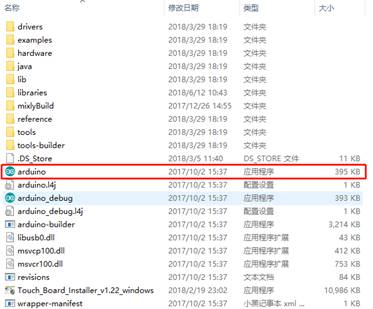 名称 修改日期 类型 大小
drivers 2018/3/29 18:19 文件夹
examples 2018/3/29 18:19 文件夹
hardware 2018/3/29 18:19 文件夹
java 2018/3/29 18:19 文件夹
lib 2018/3/29 18:19 文件夹
libraries 2018/6/12 10:43 文件夹
mixlyBuild 2017/12/26 14:55 文件夹
reference 2018/3/29 18:19 文件夹
tools 2018/3/29 18:19 文件夹
tools-builder 2018/3/29 18:19 文件夹
.DS_Store 2018/3/5 11:40 DS_STORE 文件 11 KB
arduino 2017/10/2 15:37 应用程序 395 KB
arduino.l4j 2017/10/2 15:37 配置设置 1 KB
arduino_debug 2017/10/2 15:37 应用程序 393 KB
arduino_debug.l4j 2017/10/2 15:37 配置设置 1 KB
arduino-builder 2017/10/2 15:37 应用程序 3,214 KB
libusb0.dll 2017/10/2 15:37 应用程序扩展 43 KB
msvcp100.dll 2017/10/2 15:37 应用程序扩展 412 KB
msvcr100.dll 2017/10/2 15:37 应用程序扩展 753 KB
revisions 2017/10/2 15:37 文本文档 84 KB
Touch_Board_Installer_v1.22_windows 2018/2/19 23:02 应用程序 10,986 KB
wrapper-manifest 2017/10/2 15:37 小黑记事本 xml ... 1 KB